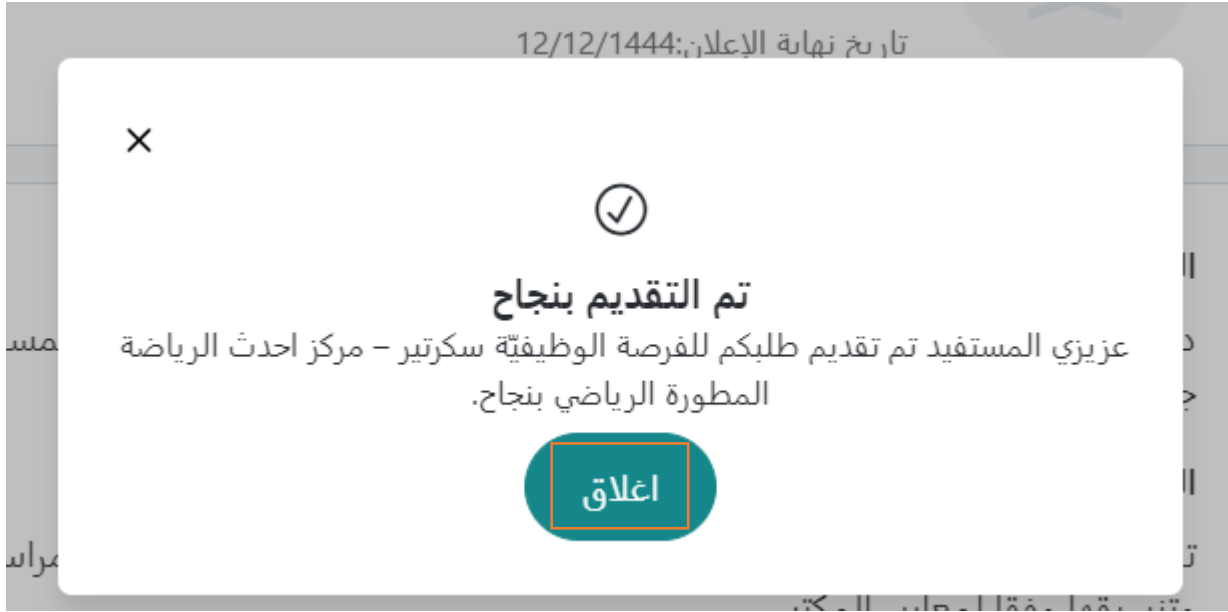 تاريخ نهاية الإعلان:12/12/1444
تم التقديم بنجاح
عزيزي المستفيد تم تقديم طلبكم للفرصة الوظيفيّة سكرتير – مركز احدث الرياضة
المطورة الرياضي بنجاح.
اغلاق